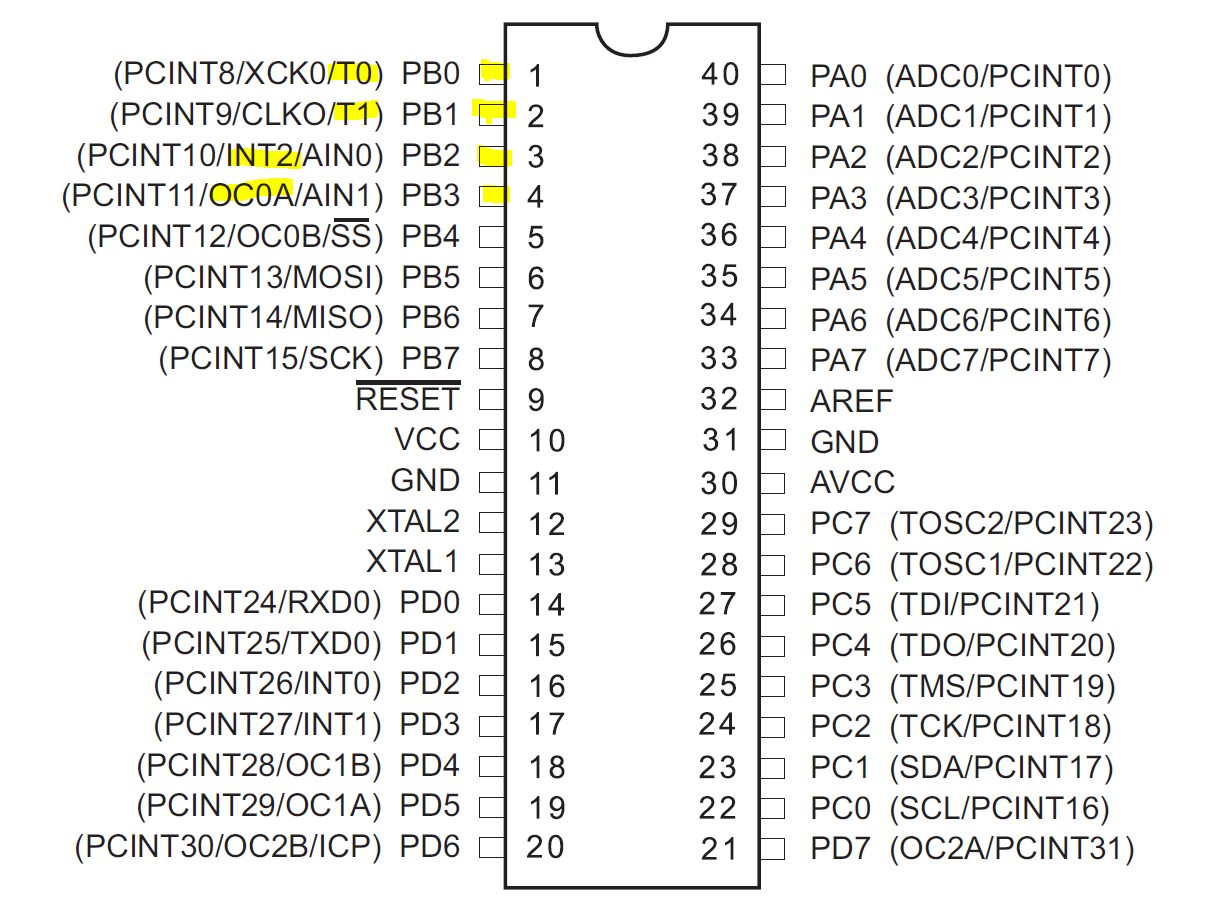 (PCINT8/XCK0/T0) PB0 1 40 PA0 (ADC0/PCINT0)
(PCINT9/CLKO/T1) PB1 2 39 PA1 (ADC1/PCINT1)
(PCINT10/INT2/AIN0) PB2 3 38 PA2 (ADC2/PCINT2)
(PCINT11/OC0A/AIN1) PB3 4 37 PA3 (ADC3/PCINT3)
(PCINT12/OC0B/SS) PB4 5 36 PA4 (ADC4/PCINT4)
(PCINT13/MOSI) PB5 6 35 PA5 (ADC5/PCINT5)
(PCINT14/MISO) PB6 7 34 PA6 (ADC6/PCINT6)
(PCINT15/SCK) PB7 8 33 PA7 (ADC7/PCINT7)
RESET 9 32 AREF
VCC 10 31 GND
GND 11 30 AVCC
XTAL2 12 29 PC7 (TOSC2/PCINT23)
XTAL1 13 28 PC6 (TOSC1/PCINT22)
(PCINT24/RXD0) PD0 14 27 PC5 (TDI/PCINT21)
(PCINT25/TXD0) PD1 15 26 PC4 (TDO/PCINT20)
(PCINT26/INT0) PD2 16 25 PC3 (TMS/PCINT19)
(PCINT27/INT1) PD3 17 24 PC2 (TCK/PCINT18)
(PCINT28/OC1B) PD4 18 23 PC1 (SDA/PCINT17)
(PCINT29/OC1A) PD5 19 22 PC0 (SCL/PCINT16)
(PCINT30/OC2B/ICP) PD6 20 21 PD7 (OC2A/PCINT31)